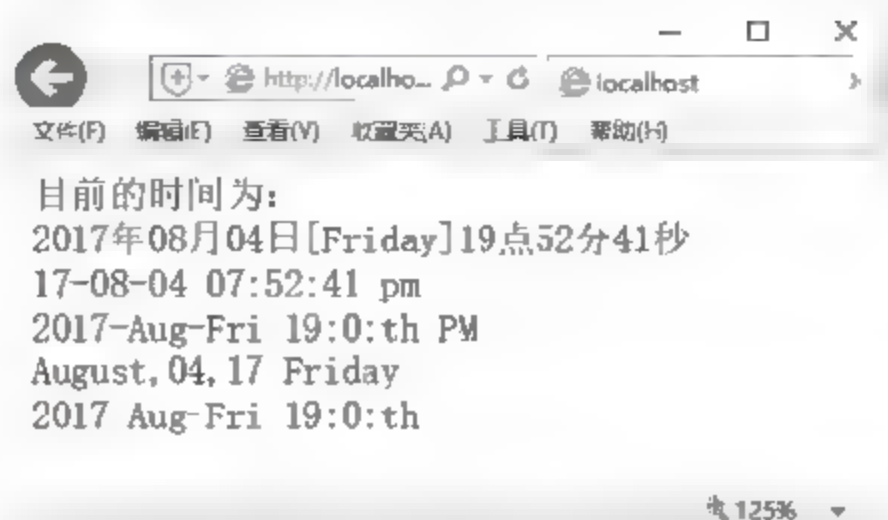 http://localho... localhost
文件(F) 编辑(E) 查看(V) 收藏夹(A) 工具(T) 帮助(H)
目前的时间为:
2017年08月04日[Friday]19点52分41秒
17-08-04 07:52:41 pm
2017-Aug-Fri 19:0:th PM
August,04,17 Friday
2017 Aug-Fri 19:0:th
125%